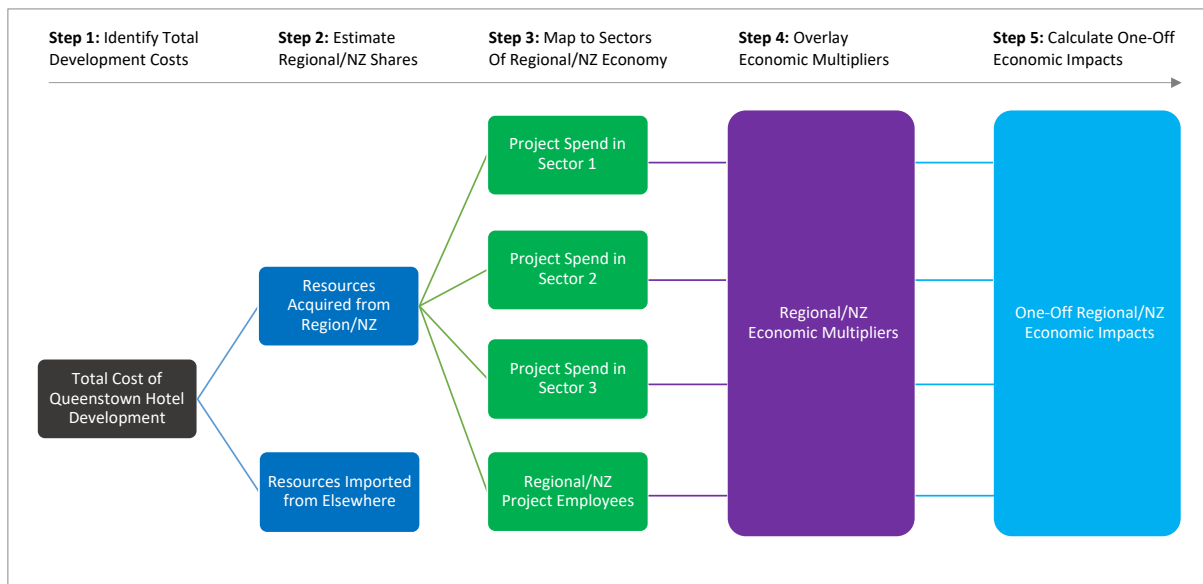 Step 1: Identify Total
Development Costs
Step 2: Estimate
Regional/NZ Shares
Step 3: Map to Sectors
Of Regional/NZ Economy
Step 4: Overlay
Economic Multipliers
Step 5: Calculate One-Off
Economic Impacts
Total Cost of
Queenstown Hotel
Development
Resources
Acquired from
Region/NZ
Resources Imported
from Elsewhere
Project Spend in
Sector 1
Project Spend in
Sector 2
Project Spend in
Sector 3
Regional/NZ
Project Employees
Regional/NZ
Economic Multipliers
One-Off Regional/NZ
Economic Impacts